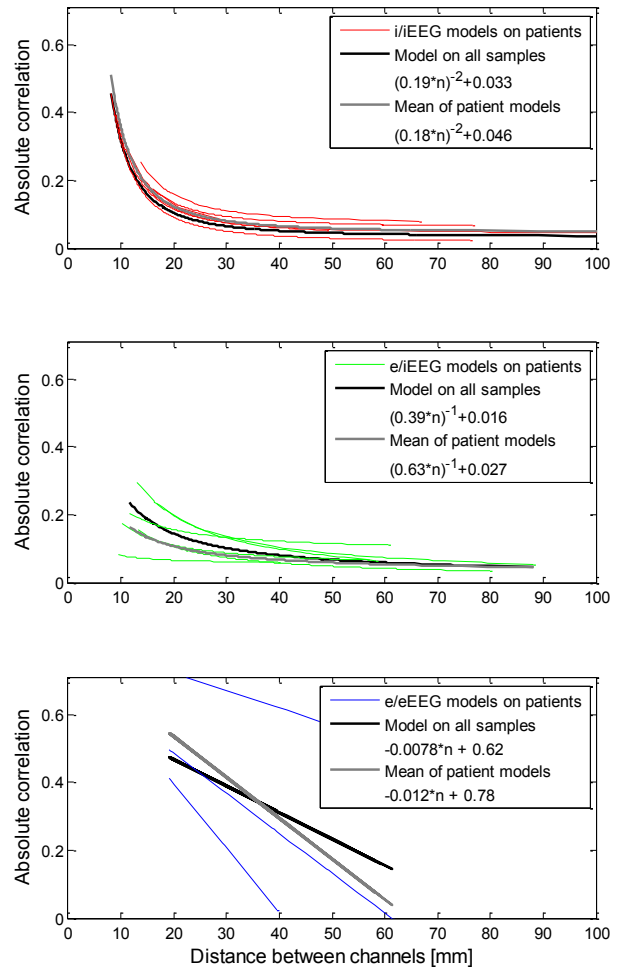 0.6
0.4
0.2
0
Absolute correlation
i/iEEG models on patients
Model on all samples
(0.19*n)⁻²+0.033
Mean of patient models
(0.18*n)⁻²+0.046
0 10 20 30 40 50 60 70 80 90 100
0.6
0.4
0.2
0
Absolute correlation
e/iEEG models on patients
Model on all samples
(0.39*n)⁻¹+0.016
Mean of patient models
(0.63*n)⁻¹+0.027
0 10 20 30 40 50 60 70 80 90 100
0.6
0.4
0.2
0
Absolute correlation
e/eEEG models on patients
Model on all samples
-0.0078*n + 0.62
Mean of patient models
-0.012*n + 0.78
0 10 20 30 40 50 60 70 80 90 100
Distance between channels [mm]